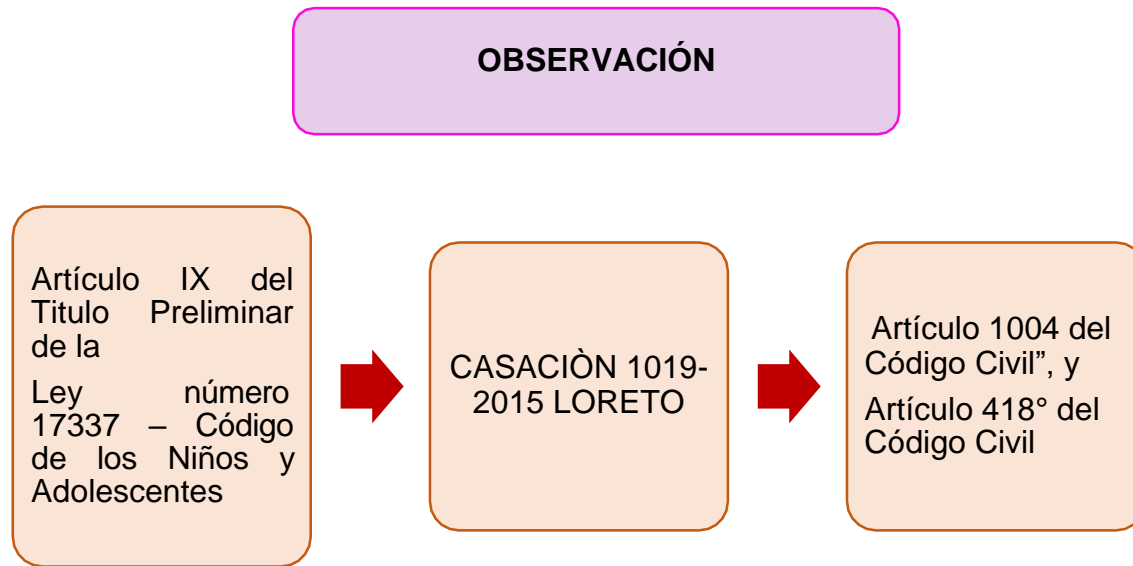 OBSERVACIÓN
Artículo IX del
Titulo Preliminar
de la
Ley número
17337 – Código
de los Niños y
Adolescentes
CASACIÒN 1019-
2015 LORETO
Artículo 1004 del
Código Civil”, y
Artículo 418° del
Código Civil